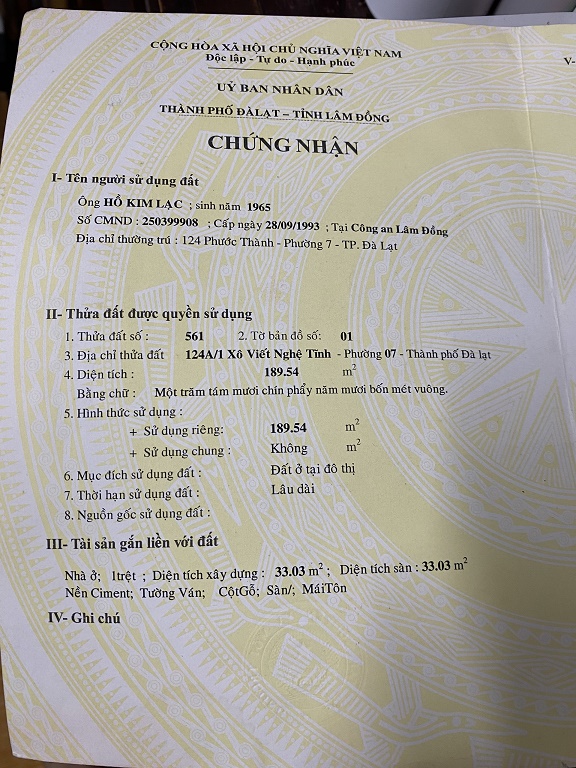 CỘNG HÒA XÃ HỘI CHỦ NGHĨA VIỆT NAM
Độc lập - Tự do - Hạnh phúc
UỶ BAN NHÂN DÂN
THÀNH PHỐ ĐÀLẠT – TỈNH LÂM ĐỒNG
CHỨNG NHẬN
I- Tên người sử dụng đất
Ông HỒ KIM LẠC ; sinh năm 1965
Số CMND : 250399908 ; Cấp ngày 28/09/1993 ; Tại Công an Lâm Đồng
Địa chỉ thường trú : 124 Phước Thành - Phường 7 - TP. Đà Lạt
II- Thửa đất được quyền sử dụng
1. Thửa đất số : 561 2. Tờ bản đồ số: 01
3. Địa chỉ thửa đất 124A/1 Xô Viết Nghệ Tĩnh - Phường 07 - Thành phố Đà lạt
4. Diện tích : 189.54 m²
Bằng chữ : Một trăm tám mươi chín phẩy năm mươi bốn mét vuông.
5. Hình thức sử dụng :
+ Sử dụng riêng: 189.54 m²
+ Sử dụng chung : Không m²
6. Mục đích sử dụng đất : Đất ở tại đô thị
7. Thời hạn sử dụng đất : Lâu dài
8. Nguồn gốc sử dụng đất :
III- Tài sản gắn liền với đất
Nhà ở; 1trệt ; Diện tích xây dựng : 33.03 m² ; Diện tích sàn : 33.03 m²
Nền Ciment; Tường Ván; CộtGỗ; Sàn/; MáiTôn
IV- Ghi chú
V-